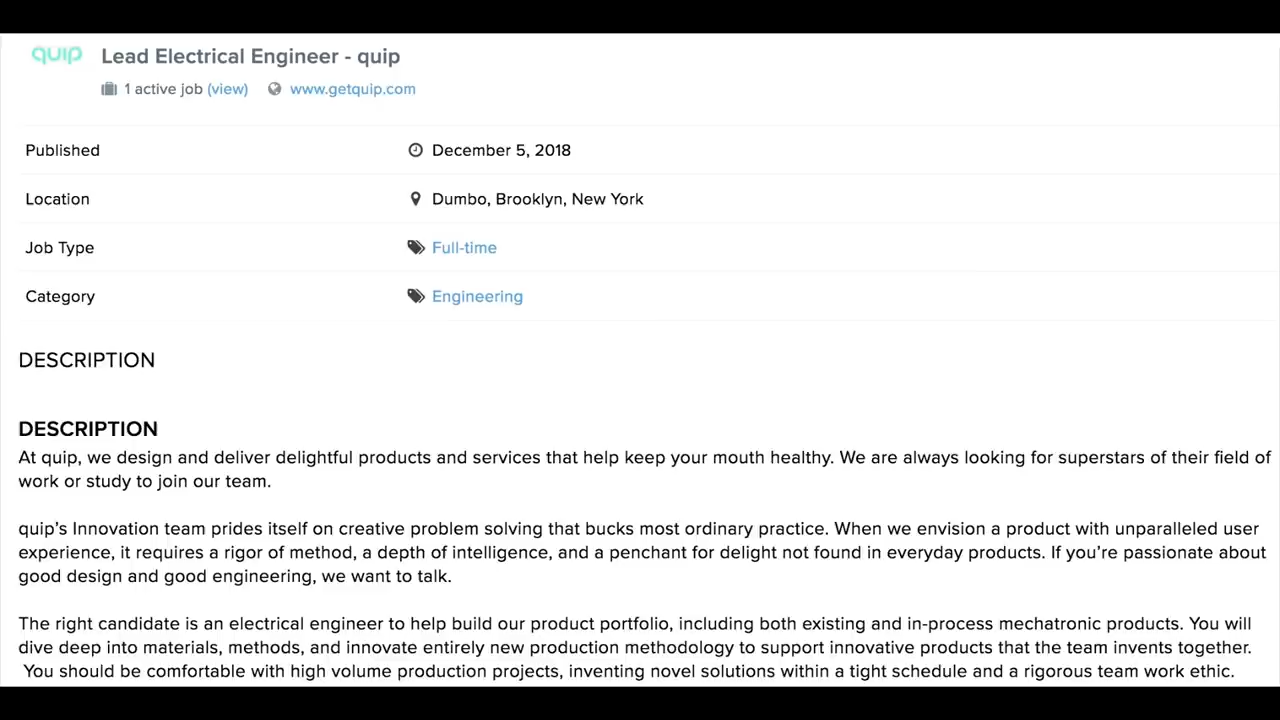 quip Lead Electrical Engineer - quip
1 active job (view) www.getquip.com
Published December 5, 2018
Location Dumbo, Brooklyn, New York
Job Type Full-time
Category Engineering
DESCRIPTION
DESCRIPTION
At quip, we design and deliver delightful products and services that help keep your mouth healthy. We are always looking for superstars of their field of
work or study to join our team.
quip’s Innovation team prides itself on creative problem solving that bucks most ordinary practice. When we envision a product with unparalleled user
experience, it requires a rigor of method, a depth of intelligence, and a penchant for delight not found in everyday products. If you’re passionate about
good design and good engineering, we want to talk.
The right candidate is an electrical engineer to help build our product portfolio, including both existing and in-process mechatronic products. You will
dive deep into materials, methods, and innovate entirely new production methodology to support innovative products that the team invents together.
You should be comfortable with high volume production projects, inventing novel solutions within a tight schedule and a rigorous team work ethic.